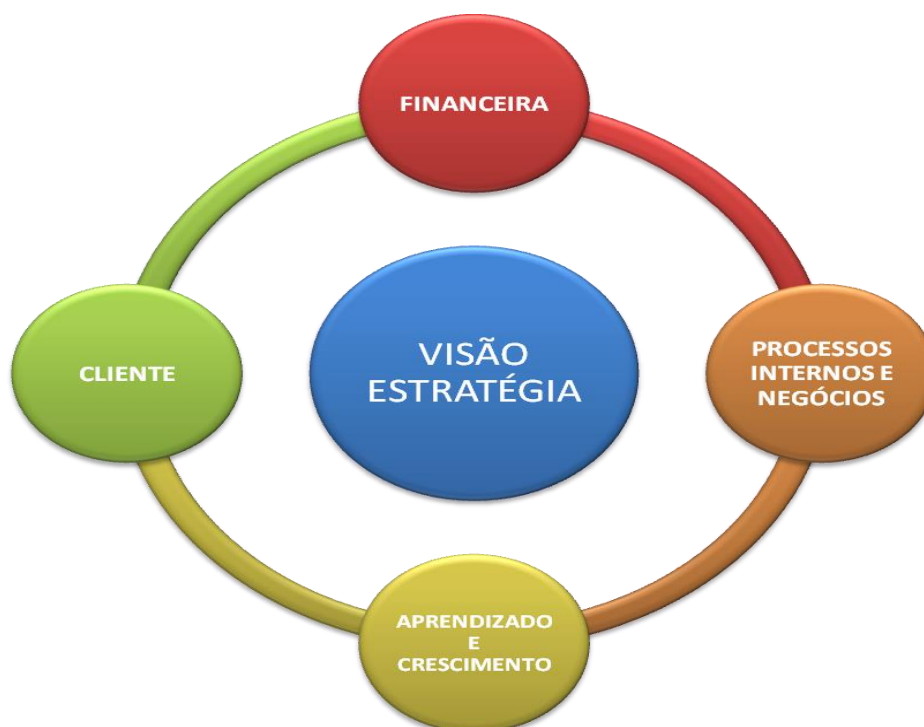 FINANCEIRA
CLIENTE
VISÃO
ESTRATÉGIA
PROCESSOS
INTERNOS E
NEGÓCIOS
APRENDIZADO
E
CRESCIMENTO